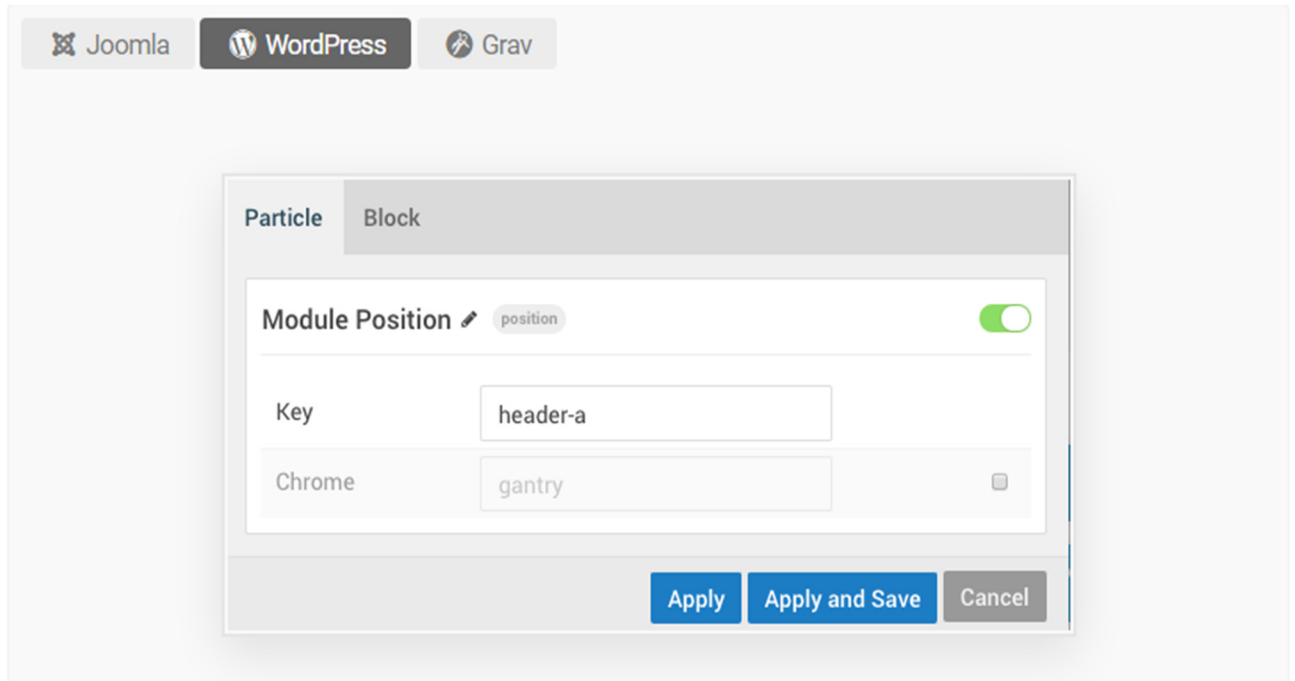 Joomla WordPress Grav
Particle Block
Module Position position
Key header-a
Chrome gantry
Apply Apply and Save Cancel